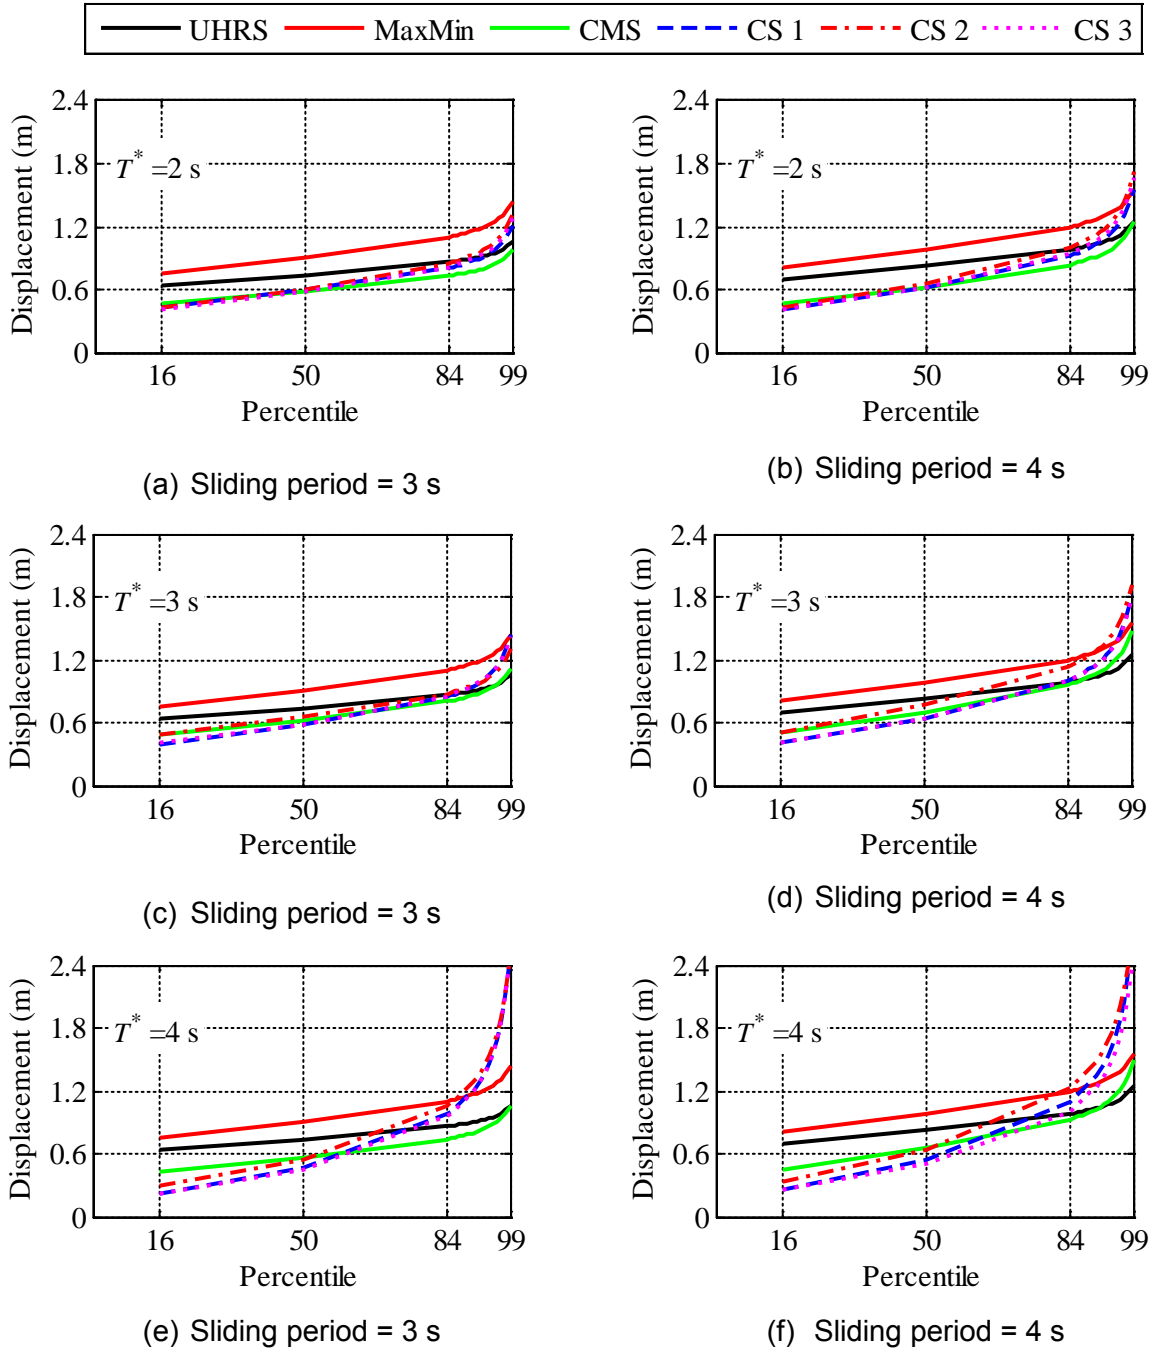 UHRS MaxMin CMS CS 1 CS 2 CS 3
2.4
1.8
1.2
0.6
0
Displacement (m)
T* =2 s
16 50 84 99
Percentile
(a) Sliding period = 3 s
2.4
1.8
1.2
0.6
0
Displacement (m)
T* =2 s
16 50 84 99
Percentile
(b) Sliding period = 4 s
2.4
1.8
1.2
0.6
0
Displacement (m)
T* =3 s
16 50 84 99
Percentile
(c) Sliding period = 3 s
2.4
1.8
1.2
0.6
0
Displacement (m)
T* =3 s
16 50 84 99
Percentile
(d) Sliding period = 4 s
2.4
1.8
1.2
0.6
0
Displacement (m)
T* =4 s
16 50 84 99
Percentile
(e) Sliding period = 3 s
2.4
1.8
1.2
0.6
0
Displacement (m)
T* =4 s
16 50 84 99
Percentile
(f) Sliding period = 4 s